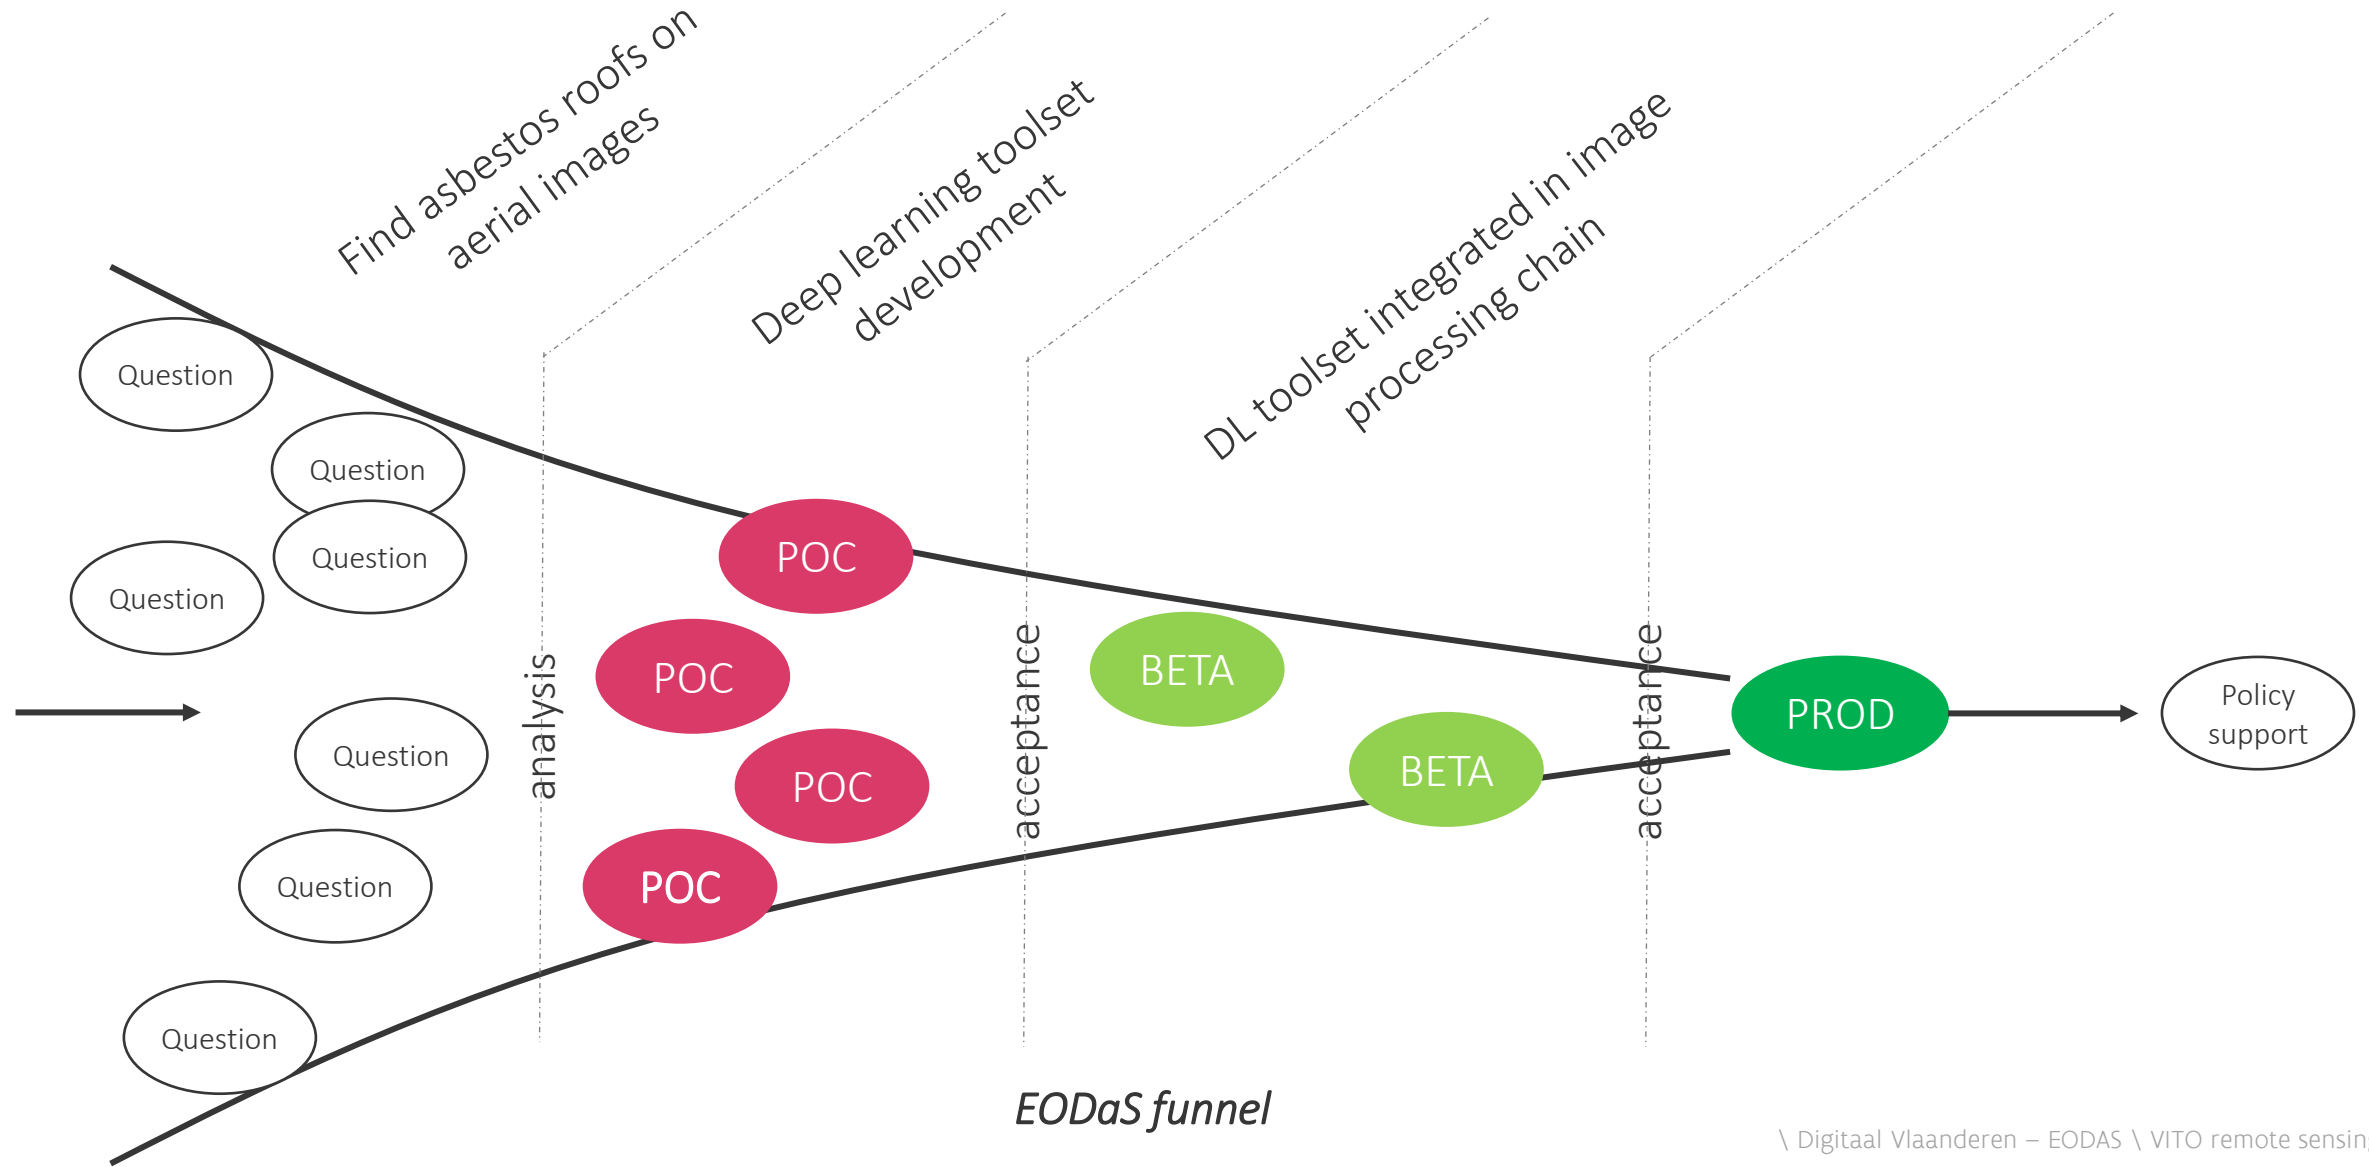 Find asbestos roofs on
aerial images
Deep learning toolset
development
DL toolset integrated in image
processing chain
Question
Question
Question
Question
Question
Question
Question
analysis
POC
POC
POC
POC
acceptance
BETA
BETA
acceptance
PROD
Policy
support
EODaS funnel
\ Digitaal Vlaanderen – EODAS \ VITO remote sensin